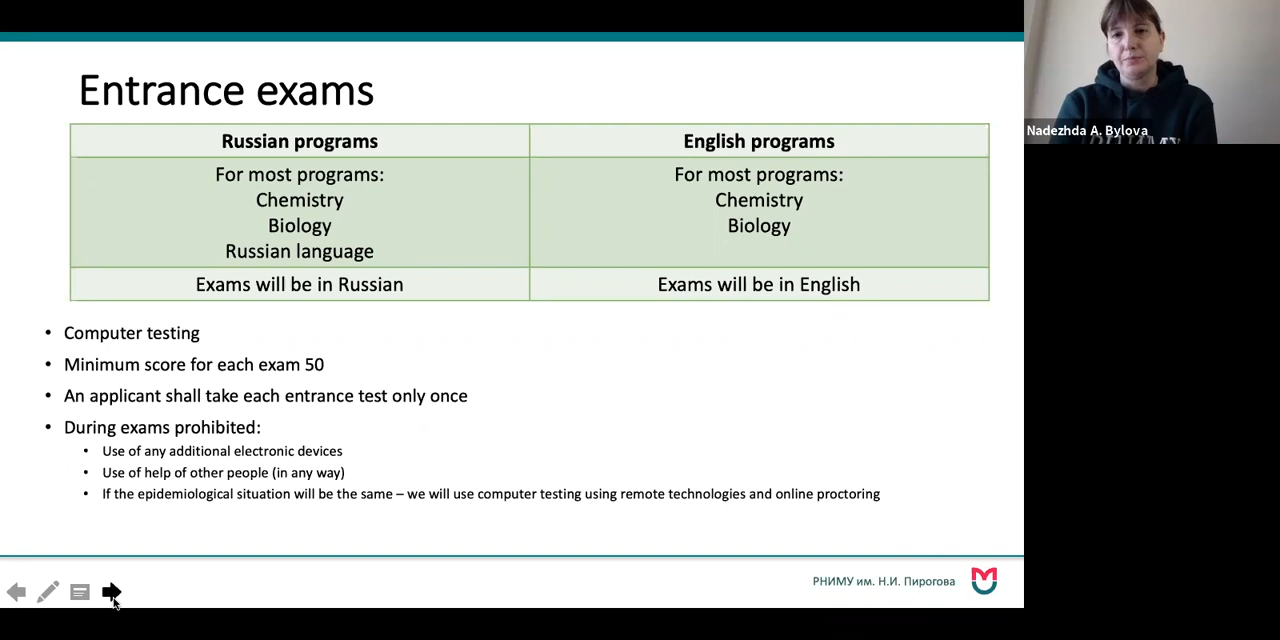 Entrance exams
Russian programs
English programs
For most programs:
Chemistry
Biology
Russian language
For most programs:
Chemistry
Biology
Exams will be in Russian
Exams will be in English
• Computer testing
• Minimum score for each exam 50
• An applicant shall take each entrance test only once
• During exams prohibited:
• Use of any additional electronic devices
• Use of help of other people (in any way)
• If the epidemiological situation will be the same – we will use computer testing using remote technologies and online proctoring
РНИМУ им. Н.И. Пирогова
Nadezhda A. Bylova